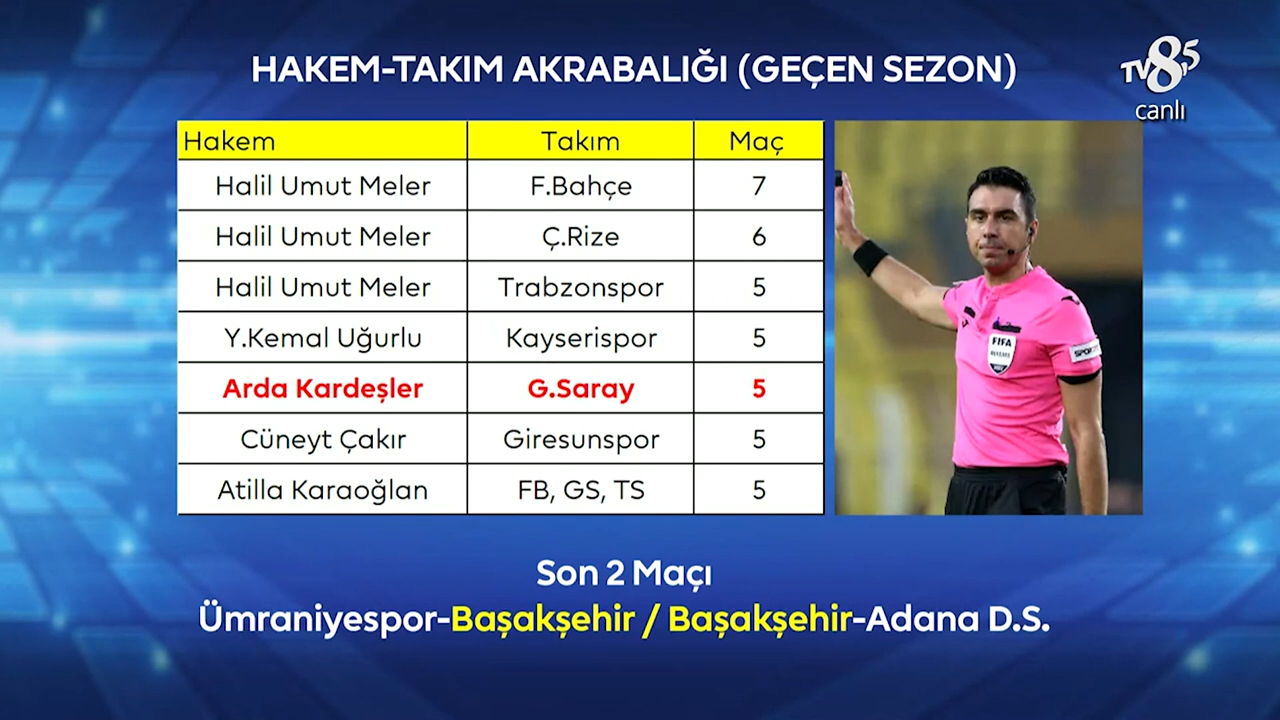 HAKEM-TAKIM AKRABALIĞI (GEÇEN SEZON)
TV8,5
canlı
Hakem Takım Maç
Halil Umut Meler F.Bahçe 7
Halil Umut Meler Ç.Rize 6
Halil Umut Meler Trabzonspor 5
Y.Kemal Uğurlu Kayserispor 5
Arda Kardeşler G.Saray 5
Cüneyt Çakır Giresunspor 5
Atilla Karaoğlan FB, GS, TS 5
FIFA
Son 2 Maçı
Ümraniyespor-Başakşehir / Başakşehir-Adana D.S.